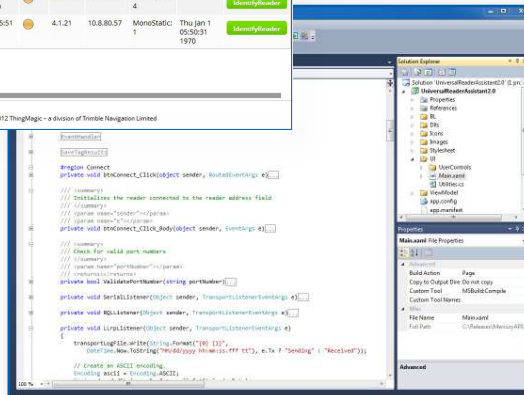 4
IdentifyReader
5:51 4.1.21 10.8.80.57 MonoStatic: 1 Thu Jan 1 05:50:31 1970 IdentifyReader
12 ThingMagic – a division of Trimble Navigation Limited
EventHandler
SaveTagResults
#region Connect
private void btnConnect_Click(object sender, RoutedEventArgs e)...
/// <summary>
/// Initializes the reader connected to the reader address field
/// </summary>
/// <param name="sender"></param>
/// <param name="e"></param>
private void btnConnect_Click_Body(object sender, EventArgs e)...
/// <summary>
/// Check for valid port numbers
/// </summary>
/// <param name="portNumber"></param>
/// <returns></returns>
private bool ValidatePortNumber(string portNumber)...
private void SerialListener(Object sender, TransportListenerEventArgs e)...
private void RQLListener(Object sender, TransportListenerEventArgs e)...
private void LLrpListener(Object sender, TransportListenerEventArgs e)
{
transportLogFile.Write(String.Format("{0} {1}",
DateTime.Now.ToString("MM/dd/yyyy hh:mm:ss.fff tt"), e.Tx ? "Sending" : "Received"));
// Create an ASCII encoding.
Encoding ascii = Encoding.ASCII;
100 %
Solution Explorer
Solution 'UniversalReaderAssistant2.0'
UniversalReaderAssistant2.0
Properties
References
BL
Dlls
Icons
Images
Stylesheet
UI
UserControls
Main.xaml
Utilities.cs
ViewModel
app.config
app.manifest
Properties
Main.xaml File Properties
Advanced
Build Action Page
Copy to Output Dire Do not copy
Custom Tool MSBuild:Compile
Custom Tool Names
Misc
File Name Main.xaml
Full Path
Advanced